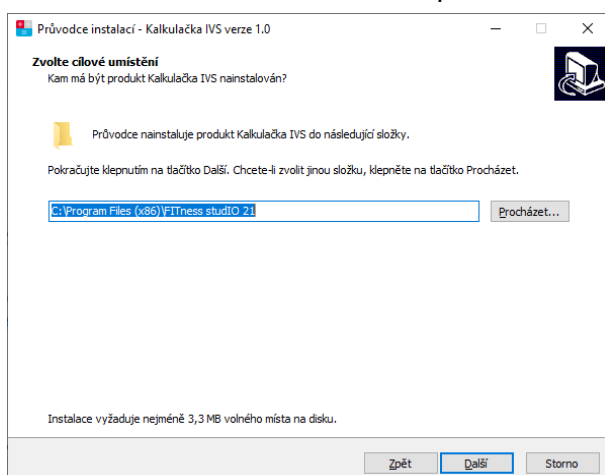 Průvodce instalací - Kalkulačka IVS verze 1.0
Zvolte cílové umístění
Kam má být produkt Kalkulačka IVS nainstalován?
Průvodce nainstaluje produkt Kalkulačka IVS do následující složky.
Pokračujte klepnutím na tlačítko Další. Chcete-li zvolit jinou složku, klepněte na tlačítko Procházet.
C:\Program Files (x86)\FITness studIO 21
Procházet...
Instalace vyžaduje nejméně 3,3 MB volného místa na disku.
Zpět
Další
Storno